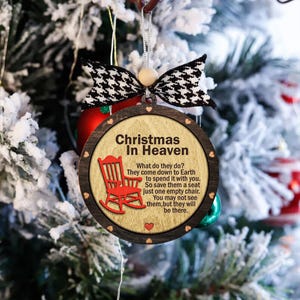 Christmas
In Heaven
What do they do?
They come down to Earth
to spend it with you.
So save them a seat
just one empty chair.
You may not see
them,but they will
be there.